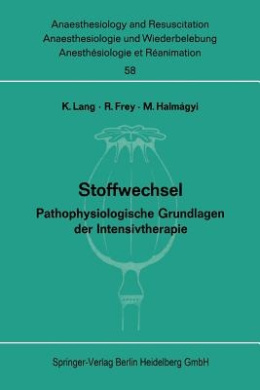 Anaesthesiology and Resuscitation
Anaesthesiologie und Wiederbelebung
Anesthésiologie et Réanimation
58
K. Lang · R. Frey · M. Halmágyi
Stoffwechsel
Pathophysiologische Grundlagen
der Intensivtherapie
Springer-Verlag Berlin Heidelberg GmbH